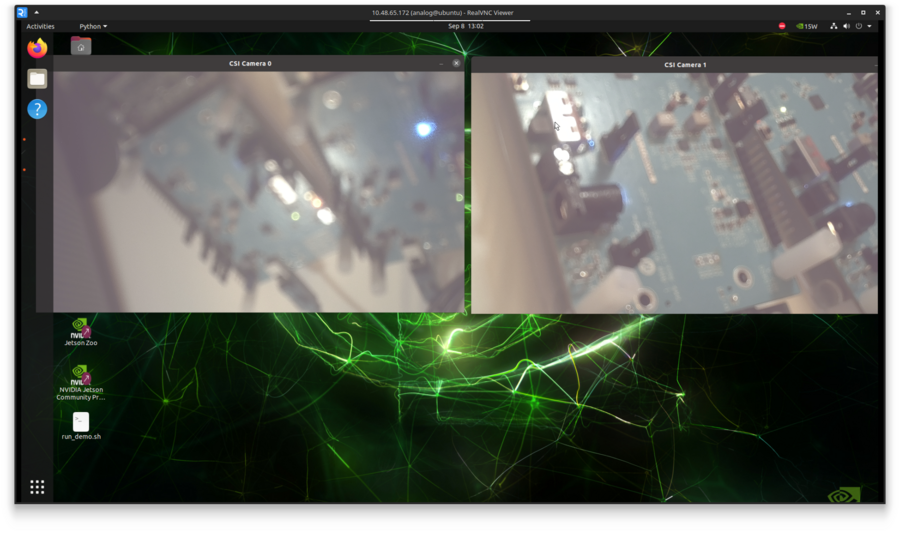 10.48.65.172 (analog@ubuntu) - RealVNC Viewer
Activities
Python
Sep 8 13:02
15W
CSI Camera 0
CSI Camera 1
?
Jetson Zoo
NVIDIA Jetson
Community Pr...
run_demo.sh